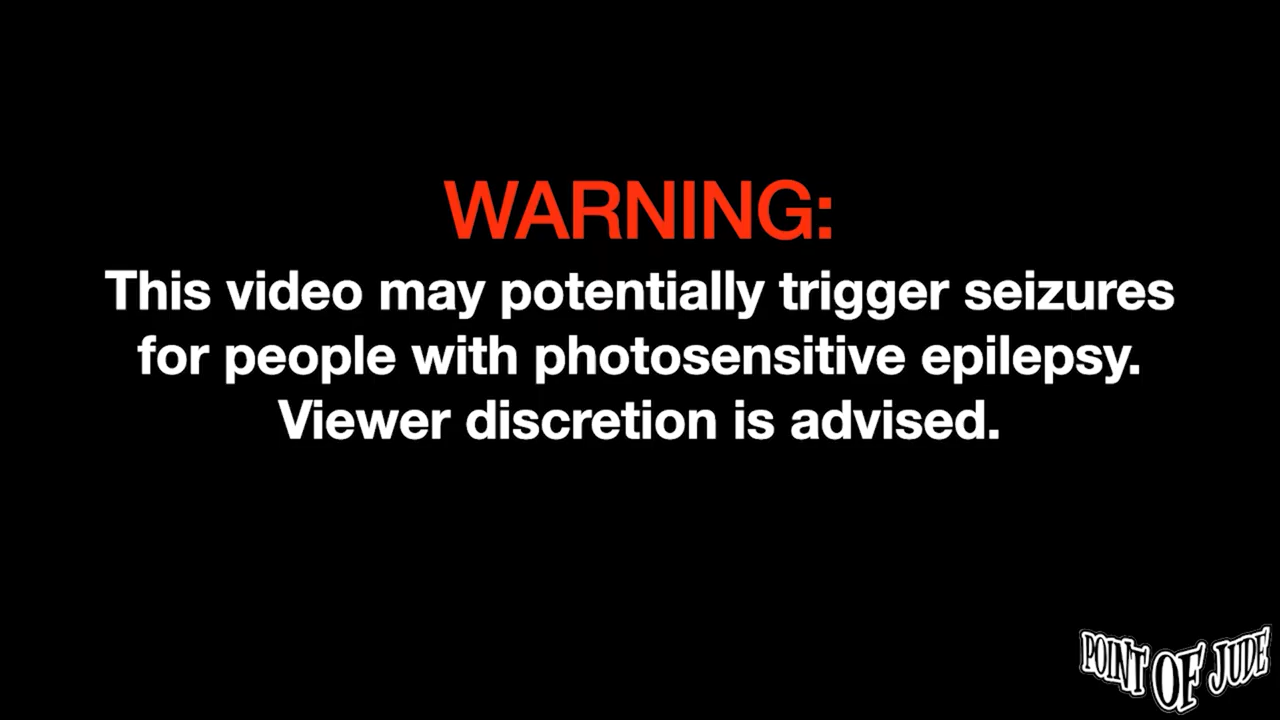 WARNING:
This video may potentially trigger seizures
for people with photosensitive epilepsy.
Viewer discretion is advised.
POINT OF JUDE